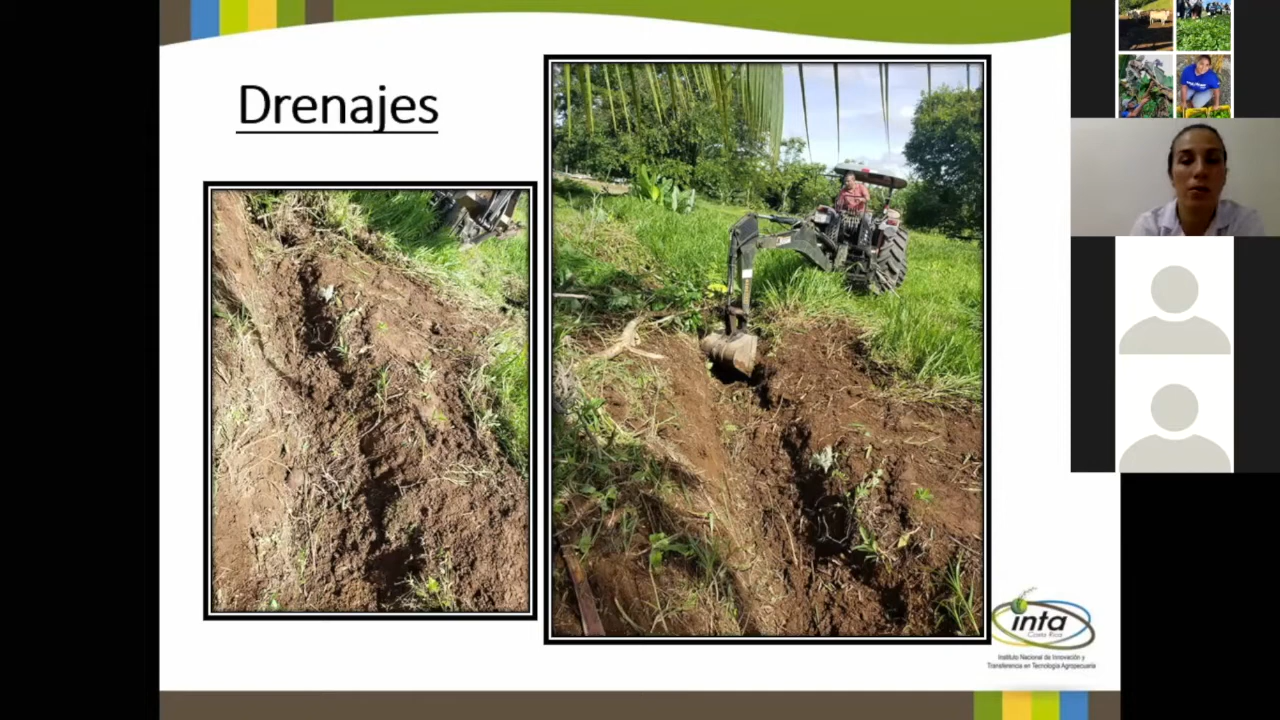 Drenajes
inta
Costa Rica
Instituto Nacional de Innovación y
Transferencia en Tecnología Agropecuaria